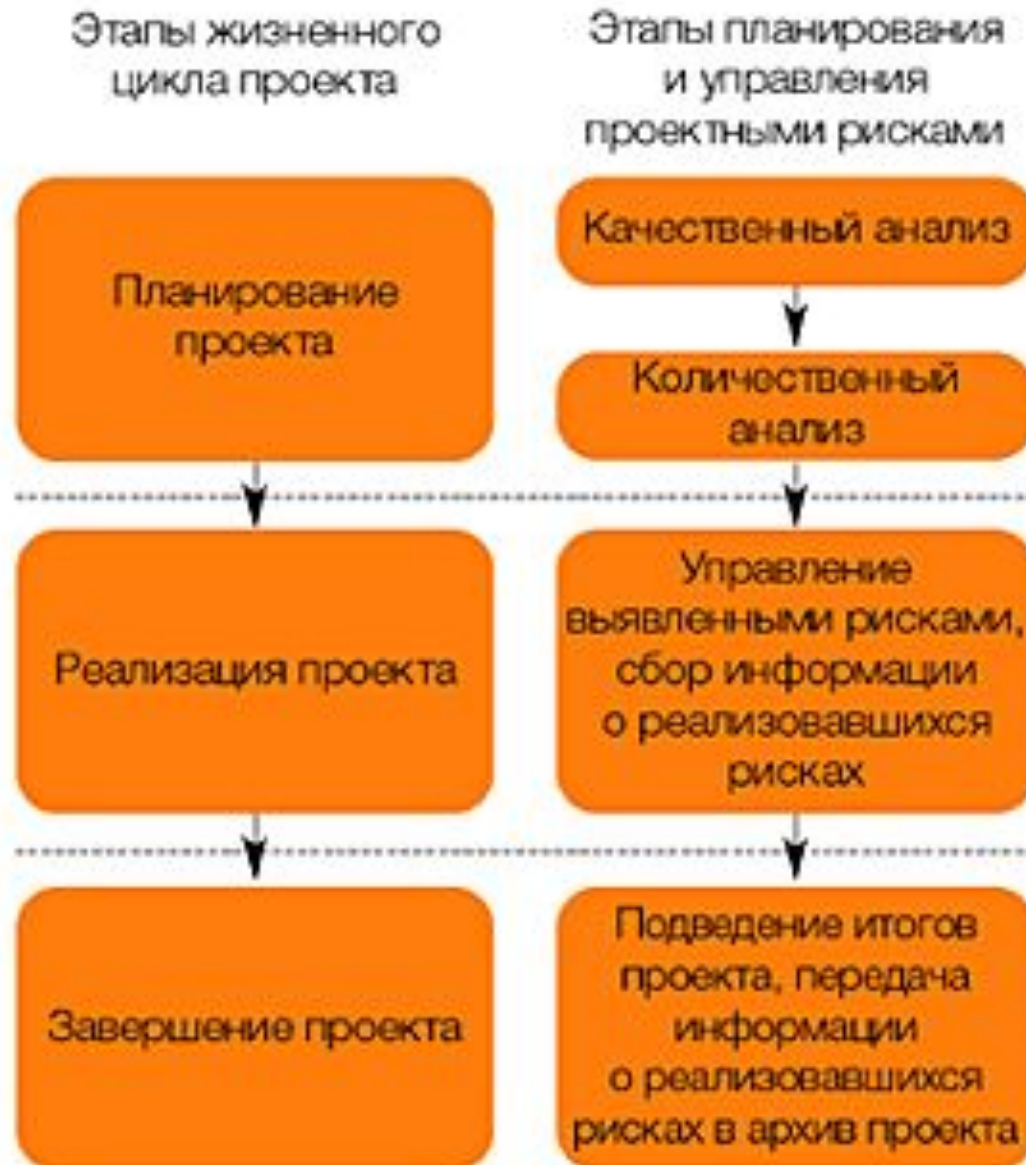 Этапы жизненного
цикла проекта
Этапы планирования
и управления
проектными рисками
Планирование
проекта
Качественный анализ
Количественный
анализ
Реализация проекта
Управление
выявленными рисками,
сбор информации
о реализовавшихся
рисках
Завершение проекта
Подведение итогов
проекта, передача
информации
о реализовавшихся
рисках в архив проекта